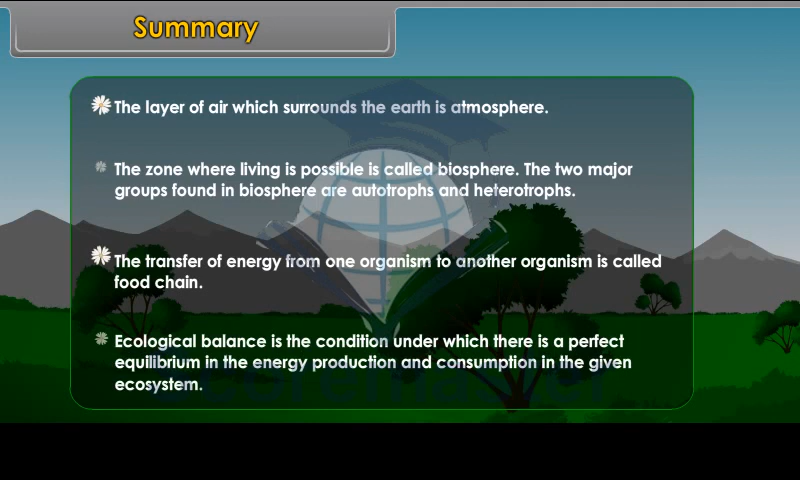 Summary
The layer of air which surrounds the earth is atmosphere.
The zone where living is possible is called biosphere. The two major
groups found in biosphere are autotrophs and heterotrophs.
The transfer of energy from one organism to another organism is called
food chain.
Ecological balance is the condition under which there is a perfect
equilibrium in the energy production and consumption in the given
ecosystem.
Scoremaster